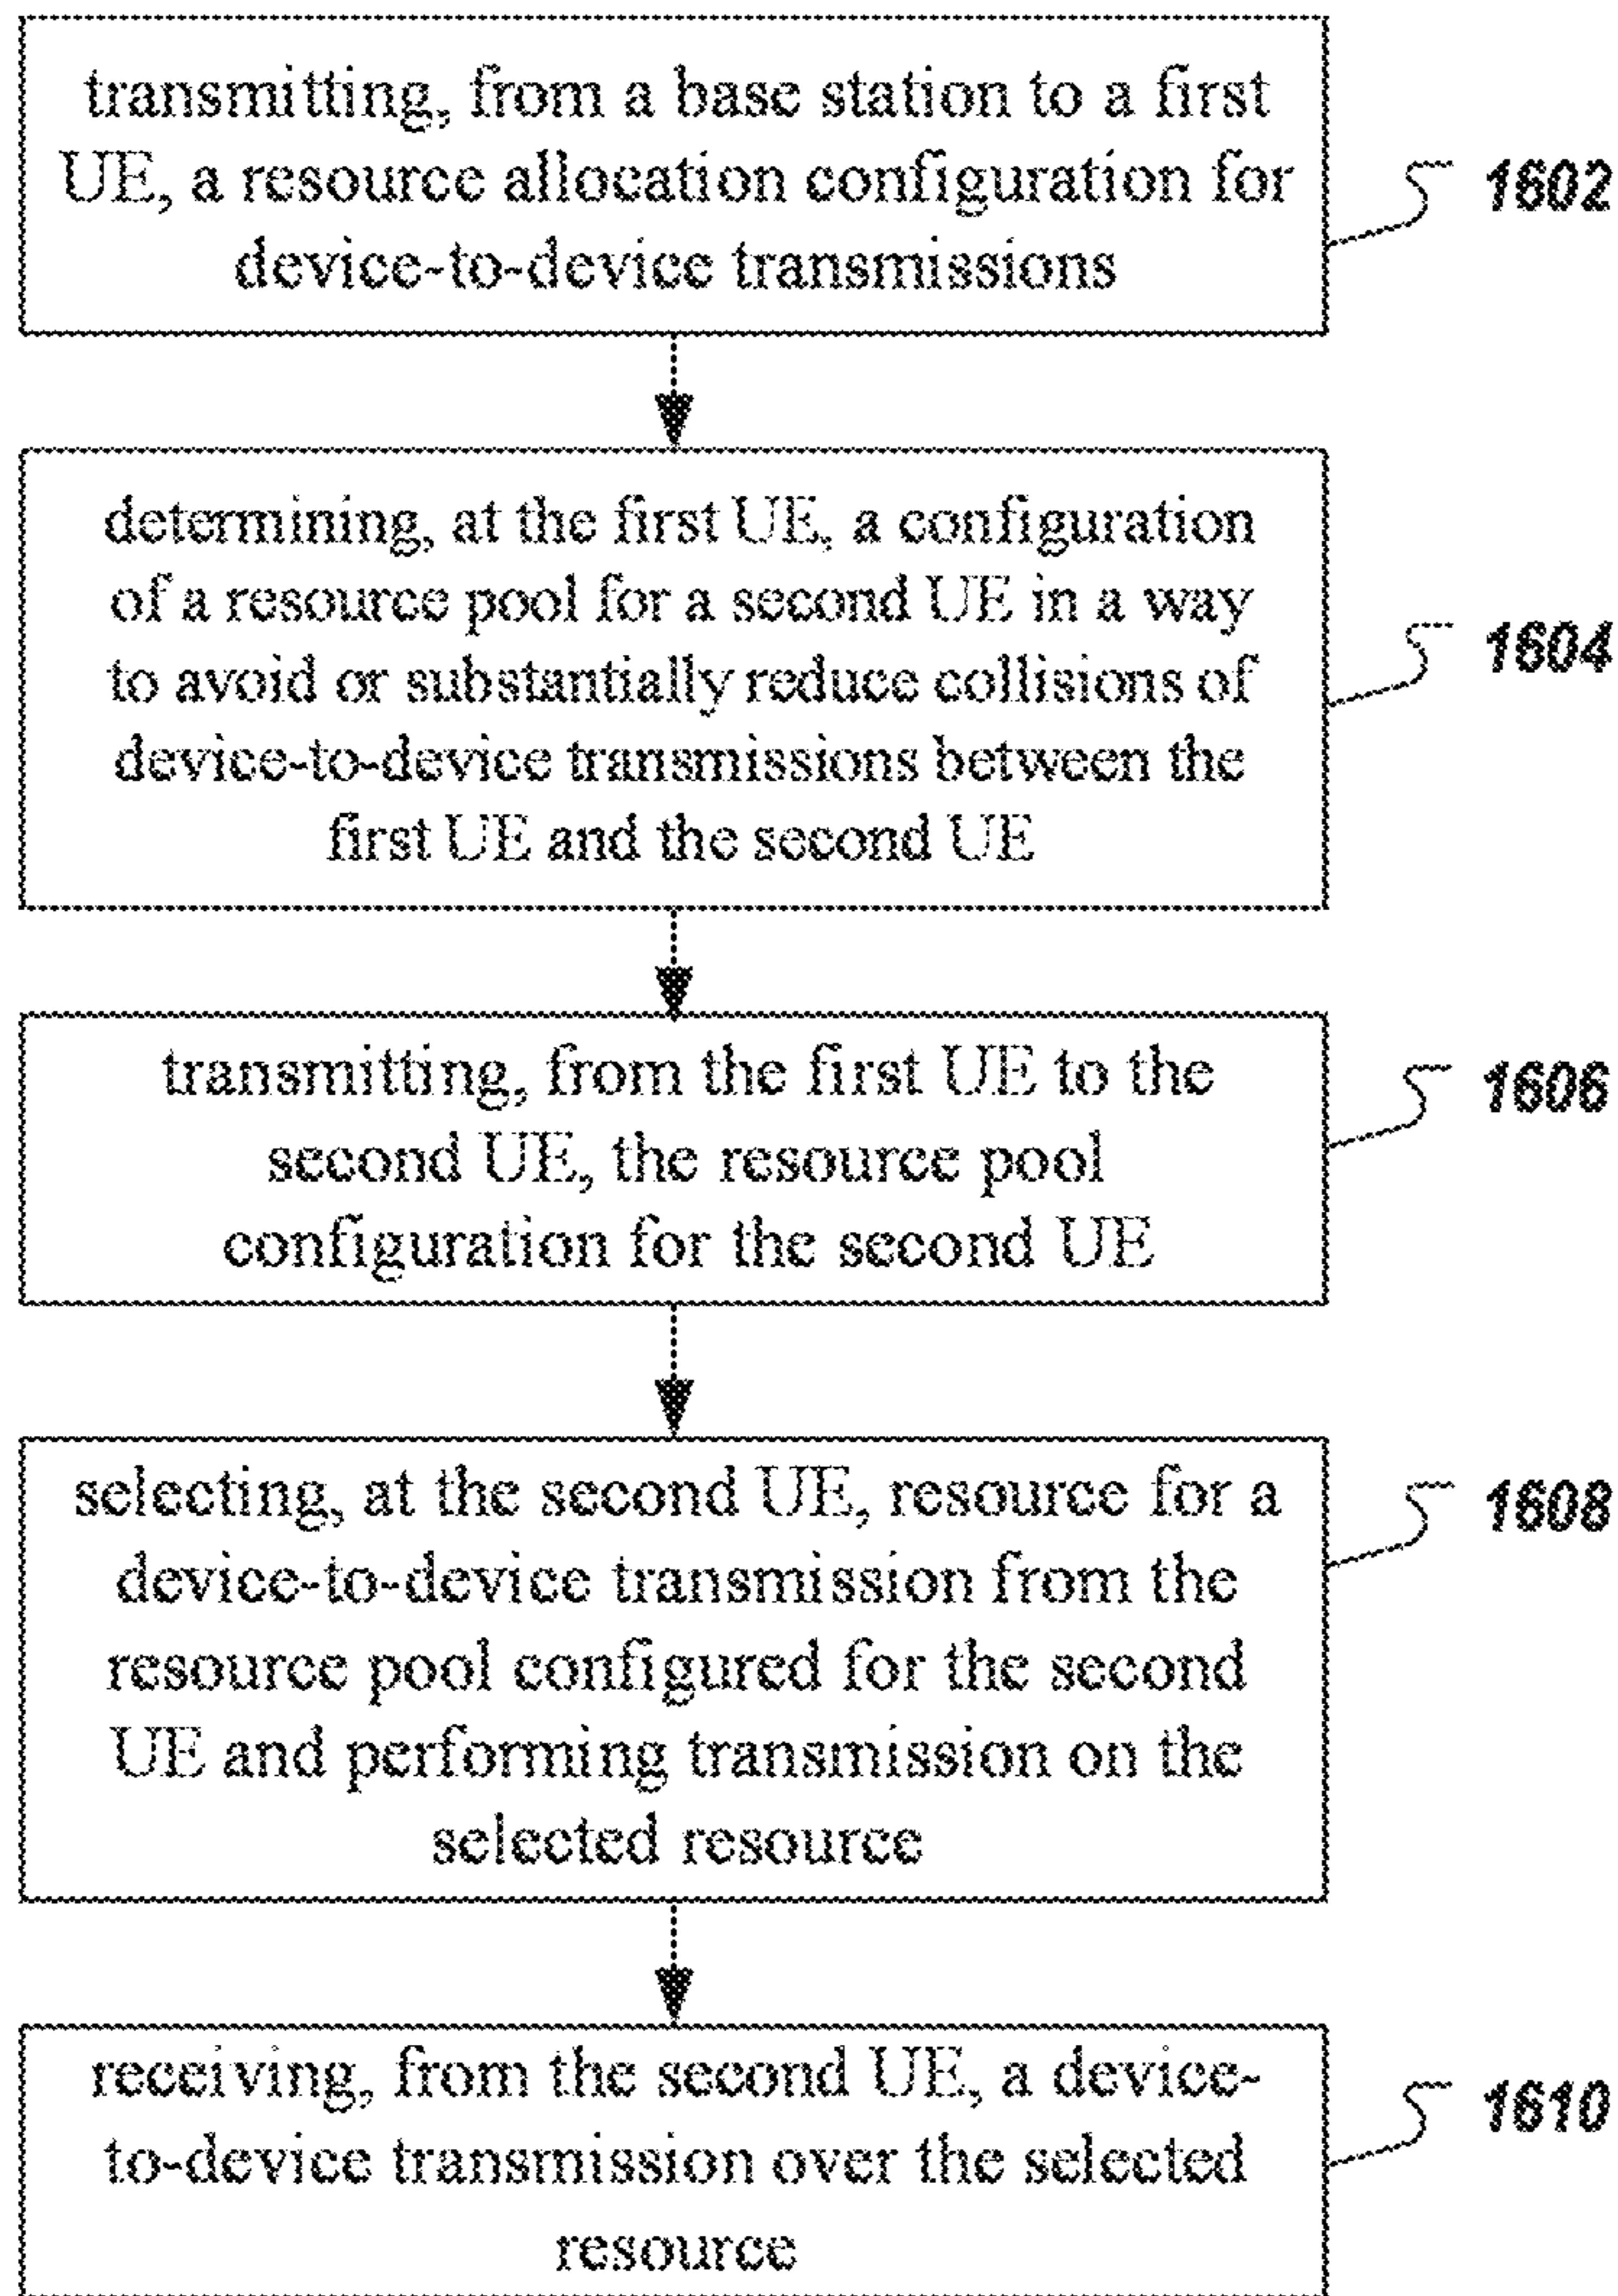 transmitting, from a base station to a first
UE, a resource allocation configuration for
device-to-device transmissions
1602
determining, at the first UE, a configuration
of a resource pool for a second UE in a way
to avoid or substantially reduce collisions of
device-to-device transmissions between the
first UE and the second UE
1604
transmitting, from the first UE to the
second UE, the resource pool
configuration for the second UE
1606
selecting, at the second UE, resource for a
device-to-device transmission from the
resource pool configured for the second
UE and performing transmission on the
selected resource
1608
receiving, from the second UE, a device-
to-device transmission over the selected
resource
1610